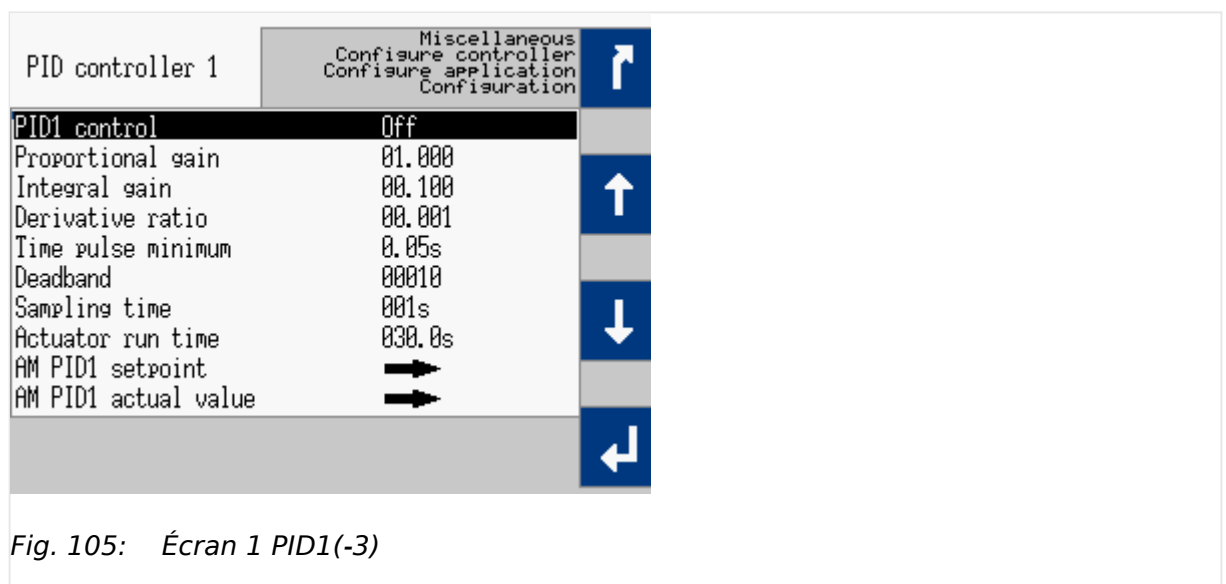 PID controller 1
Miscellaneous
Configure controller
Configure application
Configuration
PID1 control Off
Proportional gain 01.000
Integral gain 00.100
Derivative ratio 00.001
Time pulse minimum 0.05s
Deadband 00010
Sampling time 001s
Actuator run time 030.0s
AM PID1 setpoint
AM PID1 actual value
Fig. 105: Écran 1 PID1(-3)